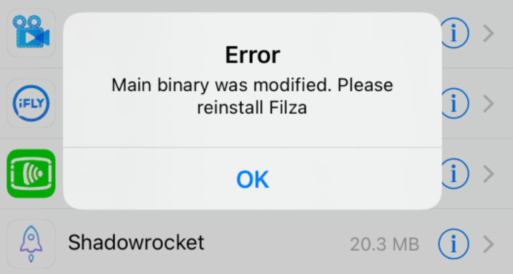 Error
Main binary was modified. Please
reinstall Filza
iFLY
OK
Shadowrocket 20.3 MB